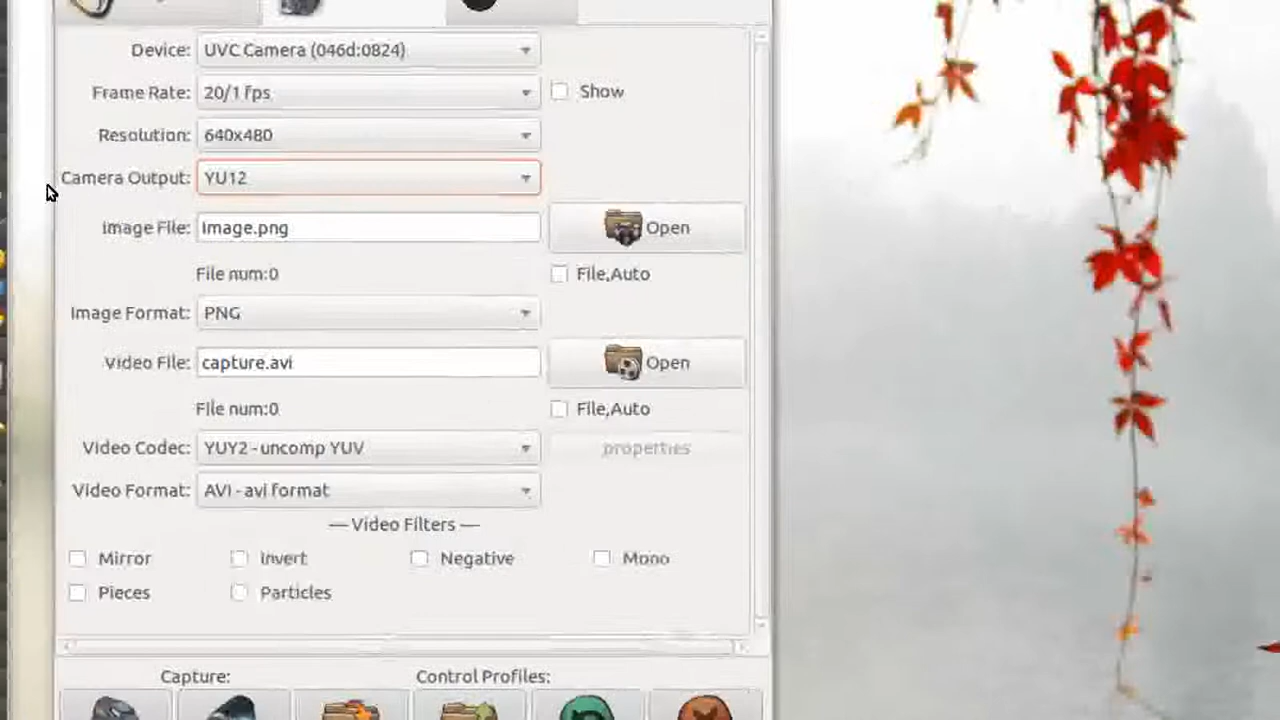 Device: UVC Camera (046d:0824)
Frame Rate: 20/1 fps Show
Resolution: 640x480
Camera Output: YU12
Image File: Image.png Open
File num:0 File,Auto
Image Format: PNG
Video File: capture.avi Open
File num:0 File,Auto
Video Codec: YUY2 - uncomp YUV properties
Video Format: AVI - avi format
— Video Filters —
Mirror Invert Negative Mono
Pieces Particles
Capture: Control Profiles: